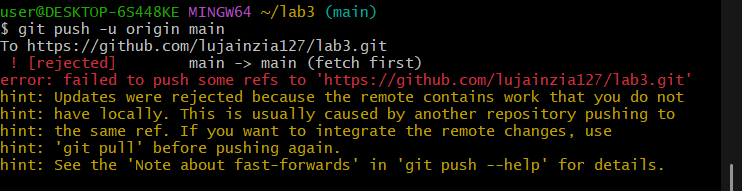 user@DESKTOP-6S448KE MINGW64 ~/lab3 (main)
$ git push -u origin main
To https://github.com/lujainzia127/lab3.git
 ! [rejected]        main -> main (fetch first)
error: failed to push some refs to 'https://github.com/lujainzia127/lab3.git'
hint: Updates were rejected because the remote contains work that you do not
hint: have locally. This is usually caused by another repository pushing to
hint: the same ref. If you want to integrate the remote changes, use
hint: 'git pull' before pushing again.
hint: See the 'Note about fast-forwards' in 'git push --help' for details.